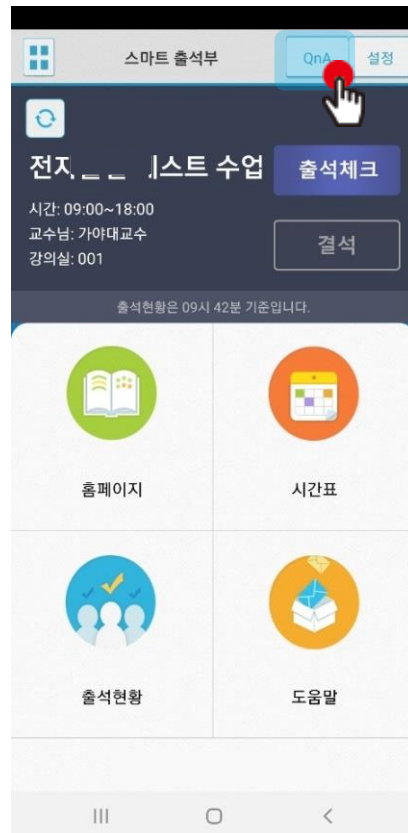 스마트 출석부
QnA
설정
수업
출석체크
시간: 09:00~18:00
교수님: 가야대교수
강의실: 001
결석
출석현황은 09시 42분 기준입니다.
홈페이지
시간표
출석현황
도움말